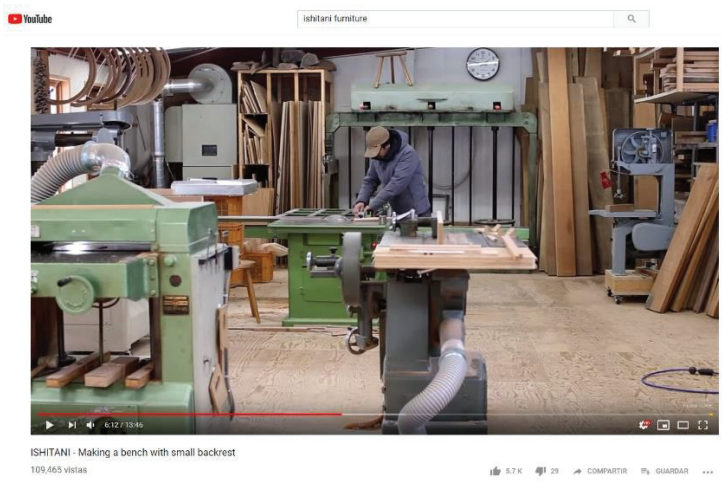 YouTube
ishitani furniture
6:12 / 13:46
ISHITANI - Making a bench with small backrest
109,465 vistas
5.7 K 29 COMPARTIR GUARDAR